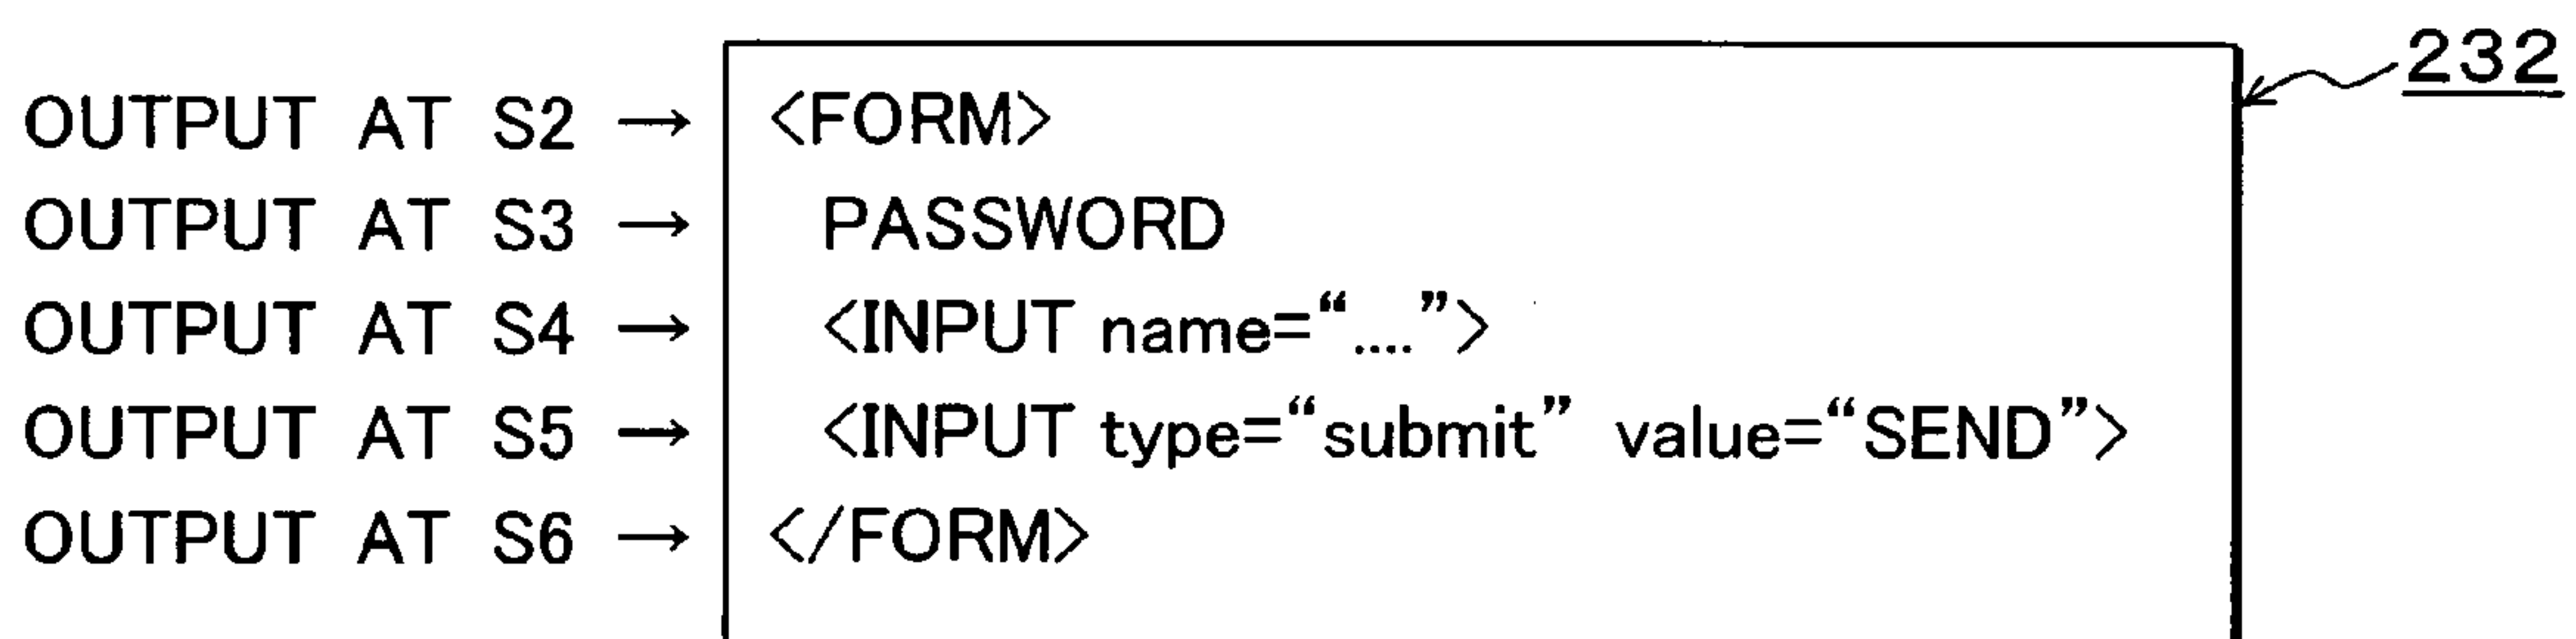 232
OUTPUT AT S2 → <FORM>
OUTPUT AT S3 → PASSWORD
OUTPUT AT S4 → <INPUT name=“....”>
OUTPUT AT S5 → <INPUT type=“submit” value=“SEND”>
OUTPUT AT S6 → </FORM>